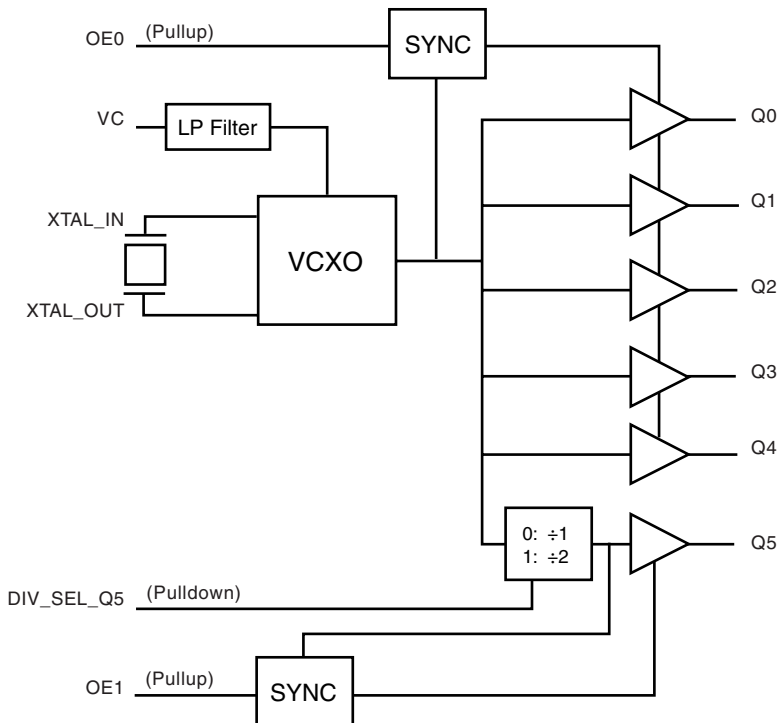 OE0 (Pullup)
SYNC
VC
LP Filter
Q0
XTAL_IN
Q1
VCXO
Q2
XTAL_OUT
Q3
Q4
0: ÷1
1: ÷2
Q5
DIV_SEL_Q5 (Pulldown)
OE1 (Pullup)
SYNC